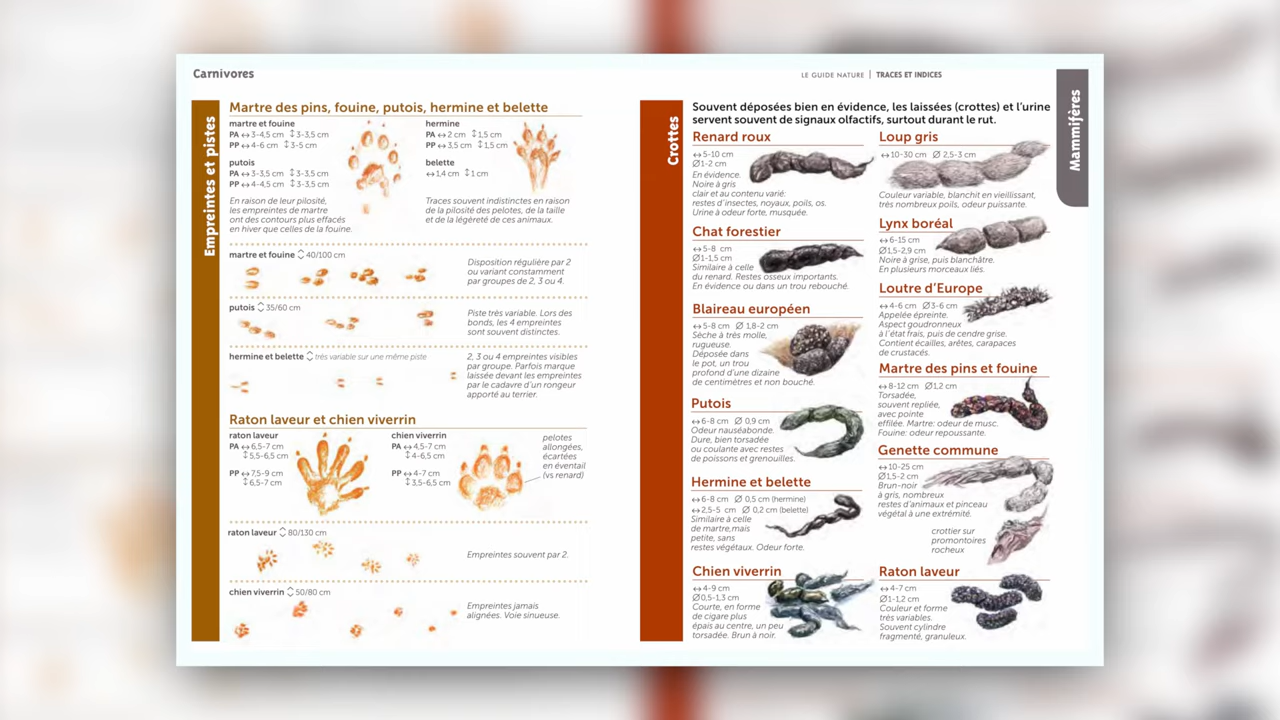 Carnivores
LE GUIDE NATURE | TRACES ET INDICES
Mammifères
Empreintes et pistes
Martre des pins, fouine, putois, hermine et belette
martre et fouine
PA ↔ 3-4,5 cm ↕ 3-3,5 cm
PP ↔ 4-6 cm ↕ 3-5 cm
putois
PA ↔ 3-3,5 cm ↕ 3-3,5 cm
PP ↔ 4-4,5 cm ↕ 3-3,5 cm
En raison de leur pilosité,
les empreintes de martre
ont des contours plus effacés
en hiver que celles de la fouine.
hermine
PA ↔ 2 cm ↕ 1,5 cm
PP ↔ 3,5 cm ↕ 1,5 cm
belette
↔ 1,4 cm ↕ 1 cm
Traces souvent indistinctes en raison
de la pilosité des pelotes, de la taille
et de la légèreté de ces animaux.
martre et fouine 40/100 cm
Disposition régulière par 2
ou variant constamment
par groupes de 2, 3 ou 4.
putois 35/60 cm
Piste très variable. Lors des
bonds, les 4 empreintes
sont souvent distinctes.
hermine et belette très variable sur une même piste
2, 3 ou 4 empreintes visibles
par groupe. Parfois marque
laissée devant les empreintes
par le cadavre d'un rongeur
apporté au terrier.
Raton laveur et chien viverrin
raton laveur
PA ↔ 6,5-7 cm
↕ 5,5-6,5 cm
PP ↔ 7,5-9 cm
↕ 6,5-7 cm
chien viverrin
PA ↔ 4,5-7 cm
↕ 4-6,5 cm
PP ↔ 4-7 cm
↕ 3,5-6,5 cm
pelotes
allongées,
écartées
en éventail
(vs renard)
raton laveur 80/130 cm
Empreintes souvent par 2.
chien viverrin 50/80 cm
Empreintes jamais
alignées. Voie sinueuse.
Crottes
Souvent déposées bien en évidence, les laissées (crottes) et l'urine
servent souvent de signaux olfactifs, surtout durant le rut.
Renard roux
↔ 5-10 cm
Ø 1-2 cm
En évidence.
Noire à gris
clair et au contenu varié:
restes d'insectes, noyaux, poils, os.
Urine à odeur forte, musquée.
Chat forestier
↔ 5-8 cm
Ø 1-1,5 cm
Similaire à celle
du renard. Restes osseux importants.
En évidence ou dans un trou rebouché.
Blaireau européen
↔ 5-8 cm Ø 1,8-2 cm
Sèche à très molle,
rugueuse.
Déposée dans
le pot, un trou
profond d'une dizaine
de centimètres et non bouché.
Putois
↔ 6-8 cm Ø 0,9 cm
Odeur nauséabonde.
Dure, bien torsadée
ou coulante avec restes
de poissons et grenouilles.
Hermine et belette
↔ 6-8 cm Ø 0,5 cm (hermine)
↔ 2,5-5 cm Ø 0,2 cm (belette)
Similaire à celle
de martre,mais
petite, sans
restes végétaux. Odeur forte.
Chien viverrin
↔ 4-9 cm
Ø 0,5-1,3 cm
Courte, en forme
de cigare plus
épais au centre, un peu
torsadée. Brun à noir.
Loup gris
↔ 10-30 cm Ø 2,5-3 cm
Couleur variable, blanchit en vieillissant,
très nombreux poils, odeur puissante.
Lynx boréal
↔ 6-15 cm
Ø 1,5-2,9 cm
Noire à grise, puis blanchâtre.
En plusieurs morceaux liés.
Loutre d'Europe
↔ 4-6 cm Ø 3-6 cm
Appelée épreinte.
Aspect goudronneux
à l'état frais, puis de cendre grise.
Contient écailles, arêtes, carapaces
de crustacés.
Martre des pins et fouine
↔ 8-12 cm Ø 1,2 cm
Torsadée,
souvent repliée,
avec pointe
effilée. Martre: odeur de musc.
Fouine: odeur repoussante.
Genette commune
↔ 10-25 cm
Ø 1,5-2 cm
Brun-noir
à gris, nombreux
restes d'animaux et pinceau
végétal à une extrémité.
crottier sur
promontoires
rocheux
Raton laveur
↔ 4-7 cm
Ø 1-1,2 cm
Couleur et forme
très variables.
Souvent cylindre
fragmenté, granuleux.